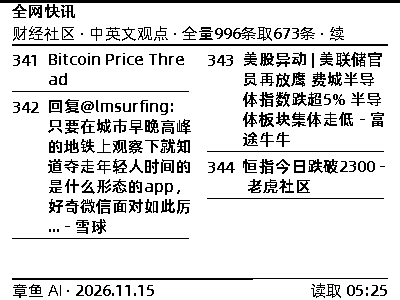 全网快讯
财经社区 · 中英文观点 · 全量996条取673条 · 续
341 Bitcoin Price Thre
ad
342 回复@lmsurfing:
只要在城市早晚高峰
的地铁上观察下就知
道夺走年轻人时间的
是什么形态的app，
好奇微信面对如此厉
... - 雪球
343 美股异动 | 美联储官
员再放鹰 费城半导
体指数跌超5% 半导
体板块集体走低 - 富
途牛牛
344 恒指今日跌破2300 -
老虎社区
章鱼 AI · 2026.11.15
读取 05:25